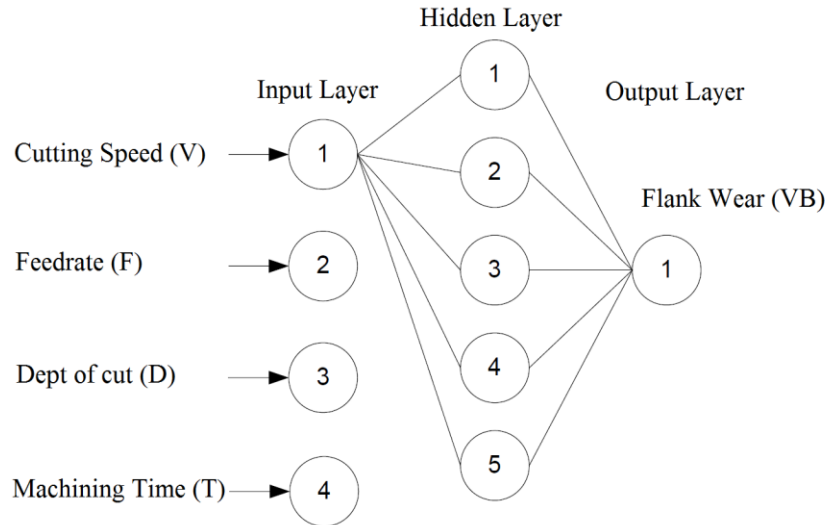 Hidden Layer
1
Input Layer
Output Layer
Cutting Speed (V)
1
2
Flank Wear (VB)
Feedrate (F)
2
3
1
Dept of cut (D)
3
4
5
Machining Time (T)
4